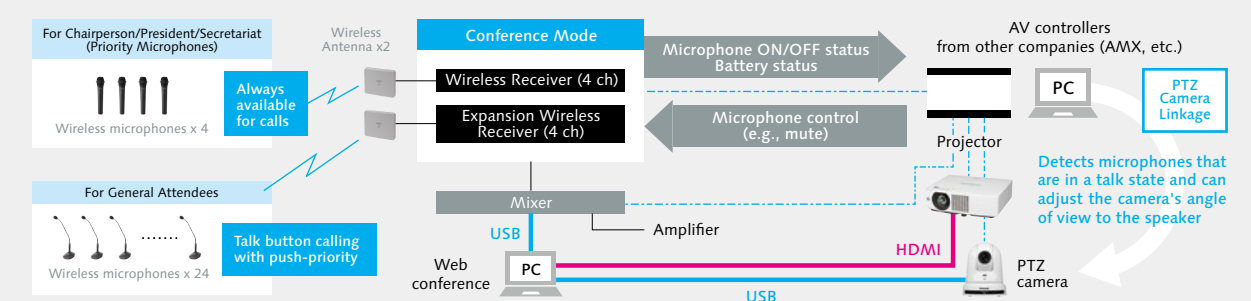 For Chairperson/President/Secretariat
(Priority Microphones)
Wireless microphones x 4
Always
available
for calls
For General Attendees
.......
Wireless microphones x 24
Talk button calling
with push-priority
Wireless
Antenna x2
Conference Mode
Wireless Receiver (4 ch)
Expansion Wireless
Receiver (4 ch)
Mixer
Amplifier
USB
Web
conference
PC
Microphone ON/OFF status
Battery status
Microphone control
(e.g., mute)
AV controllers
from other companies (AMX, etc.)
PC
Projector
PTZ
Camera
Linkage
Detects microphones that
are in a talk state and can
adjust the camera's angle
of view to the speaker
HDMI
USB
PTZ
camera